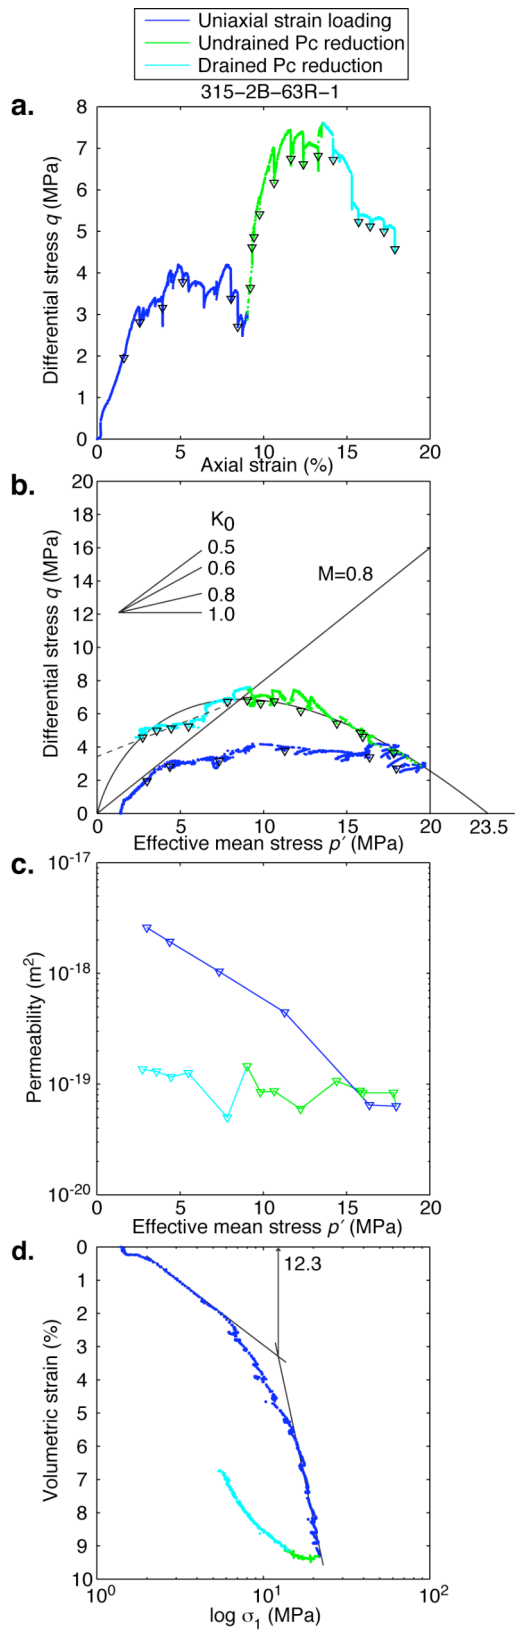 Uniaxial strain loading
Undrained Pc reduction
Drained Pc reduction
315−2B−63R−1
a.
8
7
6
5
4
3
2
1
0
Differential stress q (MPa)
0 5 10 15 20
Axial strain (%)
b.
20
18
16
14
12
10
8
6
4
2
0
Differential stress q (MPa)
K0
0.5
0.6
0.8
1.0
M=0.8
0 5 10 15 20 23.5
Effective mean stress p′ (MPa)
c.
10-17
10-18
10-19
10-20
Permeability (m2)
0 5 10 15 20
Effective mean stress p′ (MPa)
d.
0
1
2
3
4
5
6
7
8
9
10
Volumetric strain (%)
12.3
100 101 102
log σ1 (MPa)